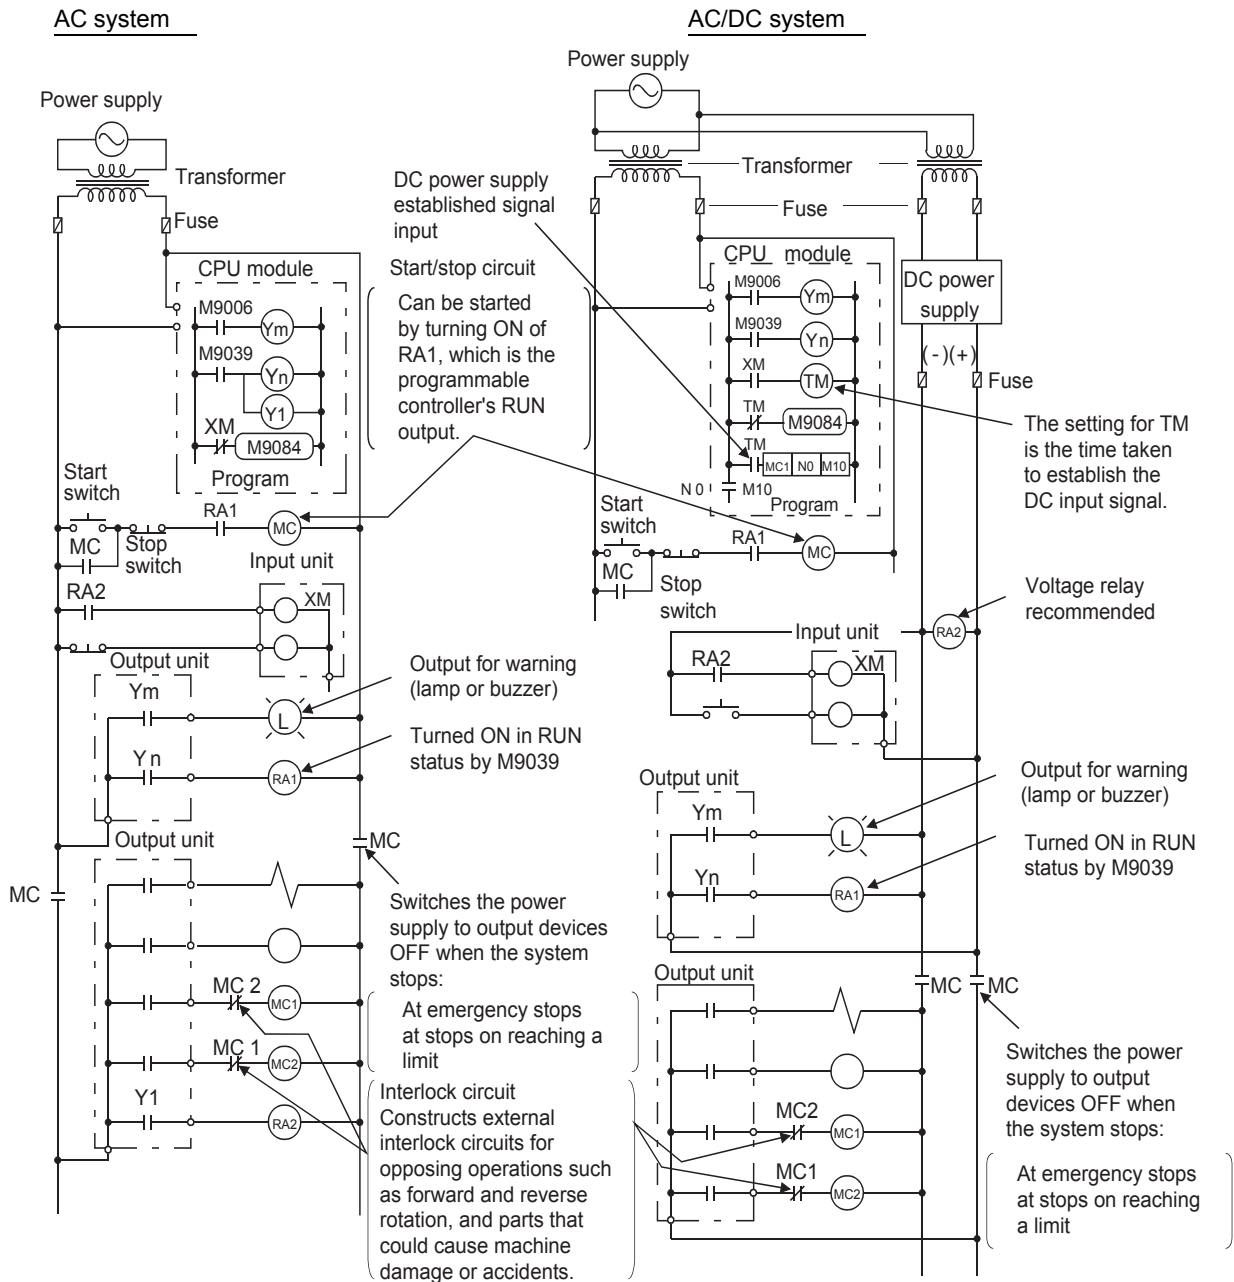 AC system
Power supply
Transformer
Fuse
CPU module
M9006
Ym
M9039
Yn
Y1
XM
M9084
Program
Start/stop circuit
Can be started
by turning ON of
RA1, which is the
programmable
controller's RUN
output.
Start
switch
MC
Stop
switch
RA1
MC
Input unit
RA2
XM
Output unit
Ym
L
Output for warning
(lamp or buzzer)
Yn
RA1
Turned ON in RUN
status by M9039
Output unit
MC
MC
Switches the power
supply to output devices
OFF when the system
stops:
At emergency stops
at stops on reaching a
limit
MC 2
MC1
MC 1
MC2
Y1
RA2
Interlock circuit
Constructs external
interlock circuits for
opposing operations such
as forward and reverse
rotation, and parts that
could cause machine
damage or accidents.
AC/DC system
Power supply
Transformer
Fuse
DC power supply
established signal
input
CPU module
M9006
Ym
M9039
Yn
XM
TM
TM
M9084
TM
MC1 N0 M10
N 0 M10
Program
DC power
supply
(-)(+)
Fuse
The setting for TM
is the time taken
to establish the
DC input signal.
Start
switch
MC
Stop
switch
RA1
MC
Voltage relay
recommended
RA2
Input unit
RA2
XM
Output unit
Ym
L
Output for warning
(lamp or buzzer)
Yn
RA1
Turned ON in RUN
status by M9039
Output unit
MC MC
Switches the power
supply to output
devices OFF when
the system stops:
At emergency stops
at stops on reaching
a limit
MC2
MC1
MC1
MC2